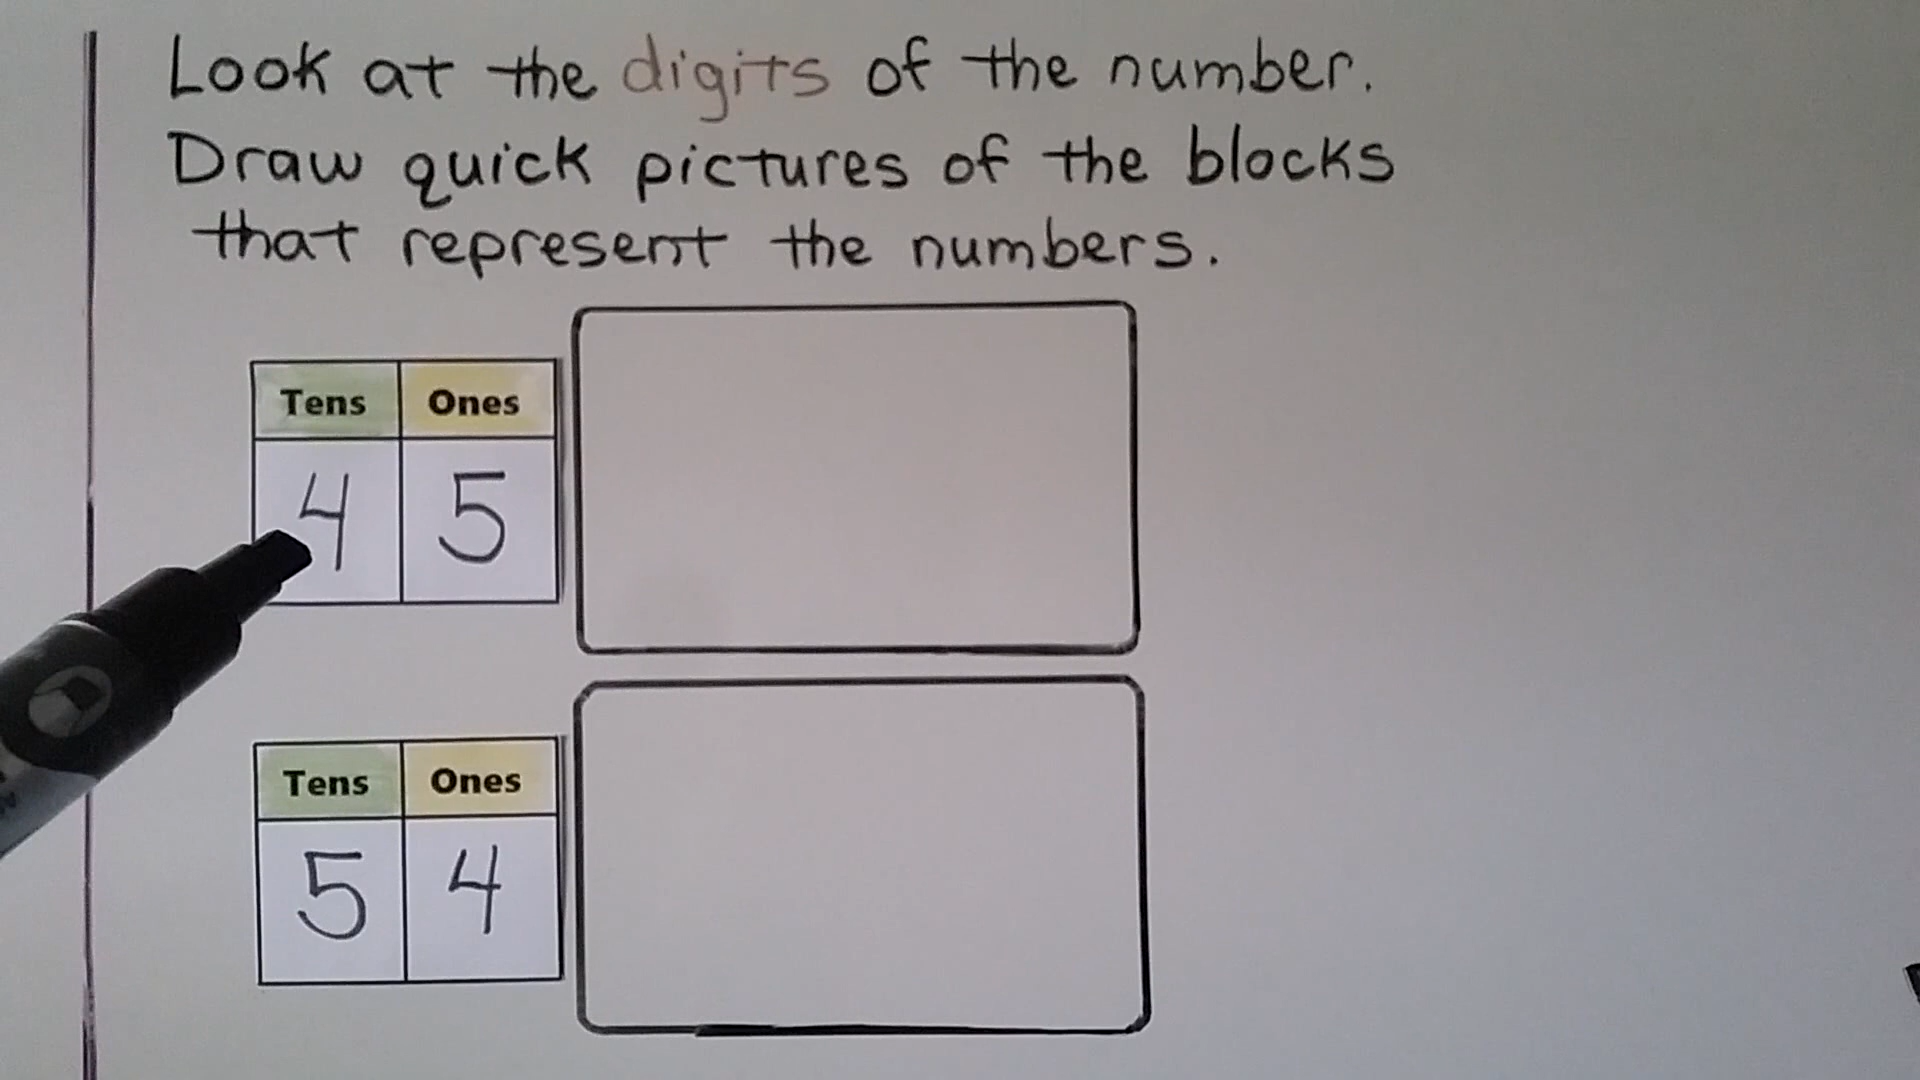 Look at the digits of the number.
Draw quick pictures of the blocks
that represent the numbers.
Tens Ones
4 5
Tens Ones
5 4